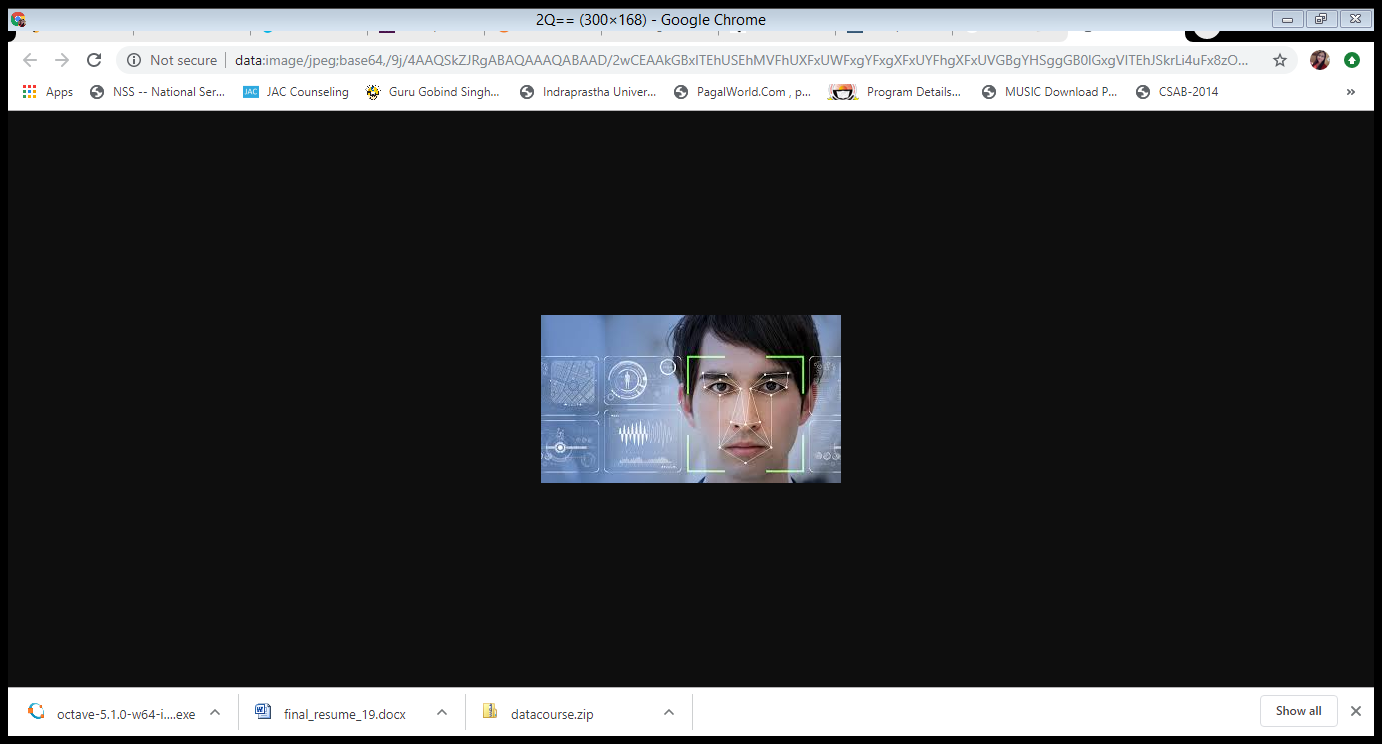 2Q== (300×168) - Google Chrome
Not secure data:image/jpeg;base64,/9j/4AAQSkZJRgABAQAAAQABAAD/2wCEAAkGBxITEhUSEhMVFhUXFxUWFxgYFxgXFxUYFhgXFxUVGBgYHSggGB0lGxgVITEhJSkrLi4uFx8zO...
Apps NSS -- National Ser... JAC JAC Counseling Guru Gobind Singh... Indraprastha Univer... PagalWorld.Com , p... Program Details... MUSIC Download P... CSAB-2014 »
octave-5.1.0-w64-i....exe final_resume_19.docx datacourse.zip Show all